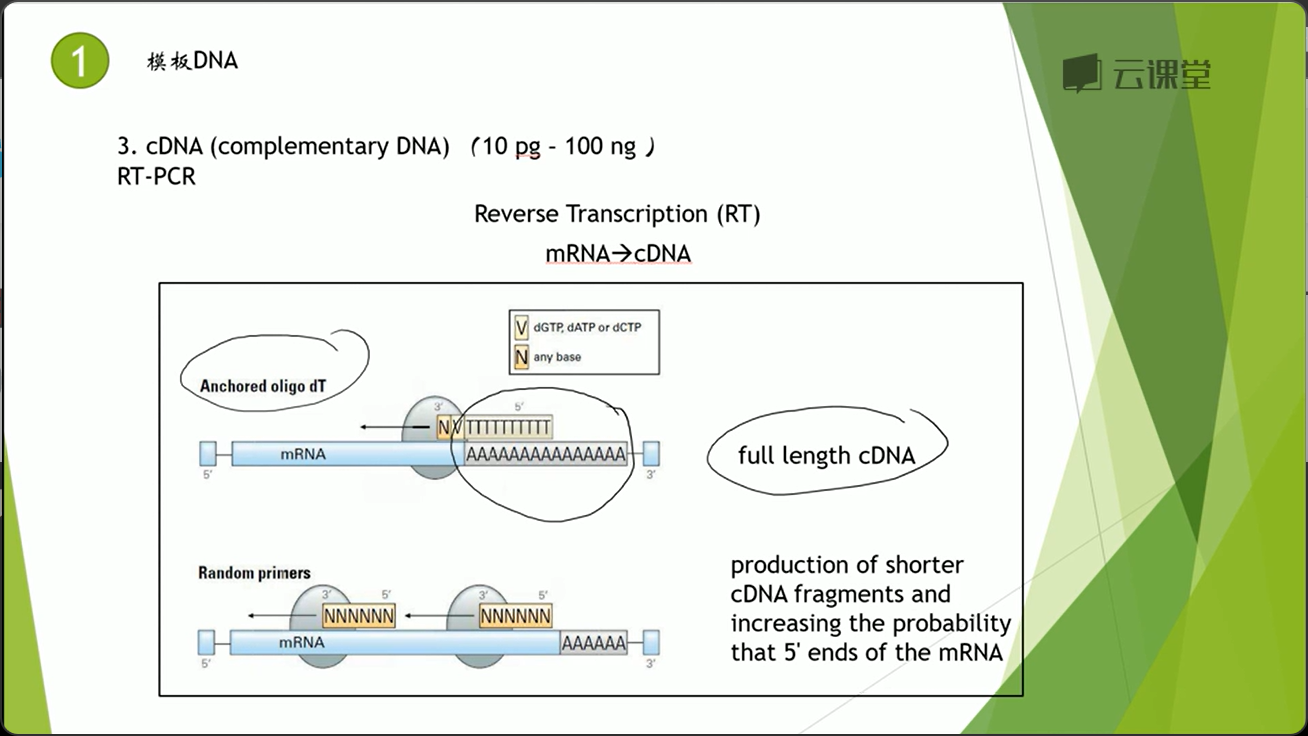 1
模板DNA
云课堂
3. cDNA (complementary DNA) （10 pg – 100 ng ）
RT-PCR
Reverse Transcription (RT)
mRNA→cDNA
V dGTP, dATP or dCTP
N any base
Anchored oligo dT
3' 5'
N V TTTTTTTTTT
mRNA AAAAAAAAAAAAAAA
5' 3'
full length cDNA
Random primers
3' 5' 3' 5'
NNNNNN NNNNNN
mRNA AAAAAA
5' 3'
production of shorter
cDNA fragments and
increasing the probability
that 5' ends of the mRNA